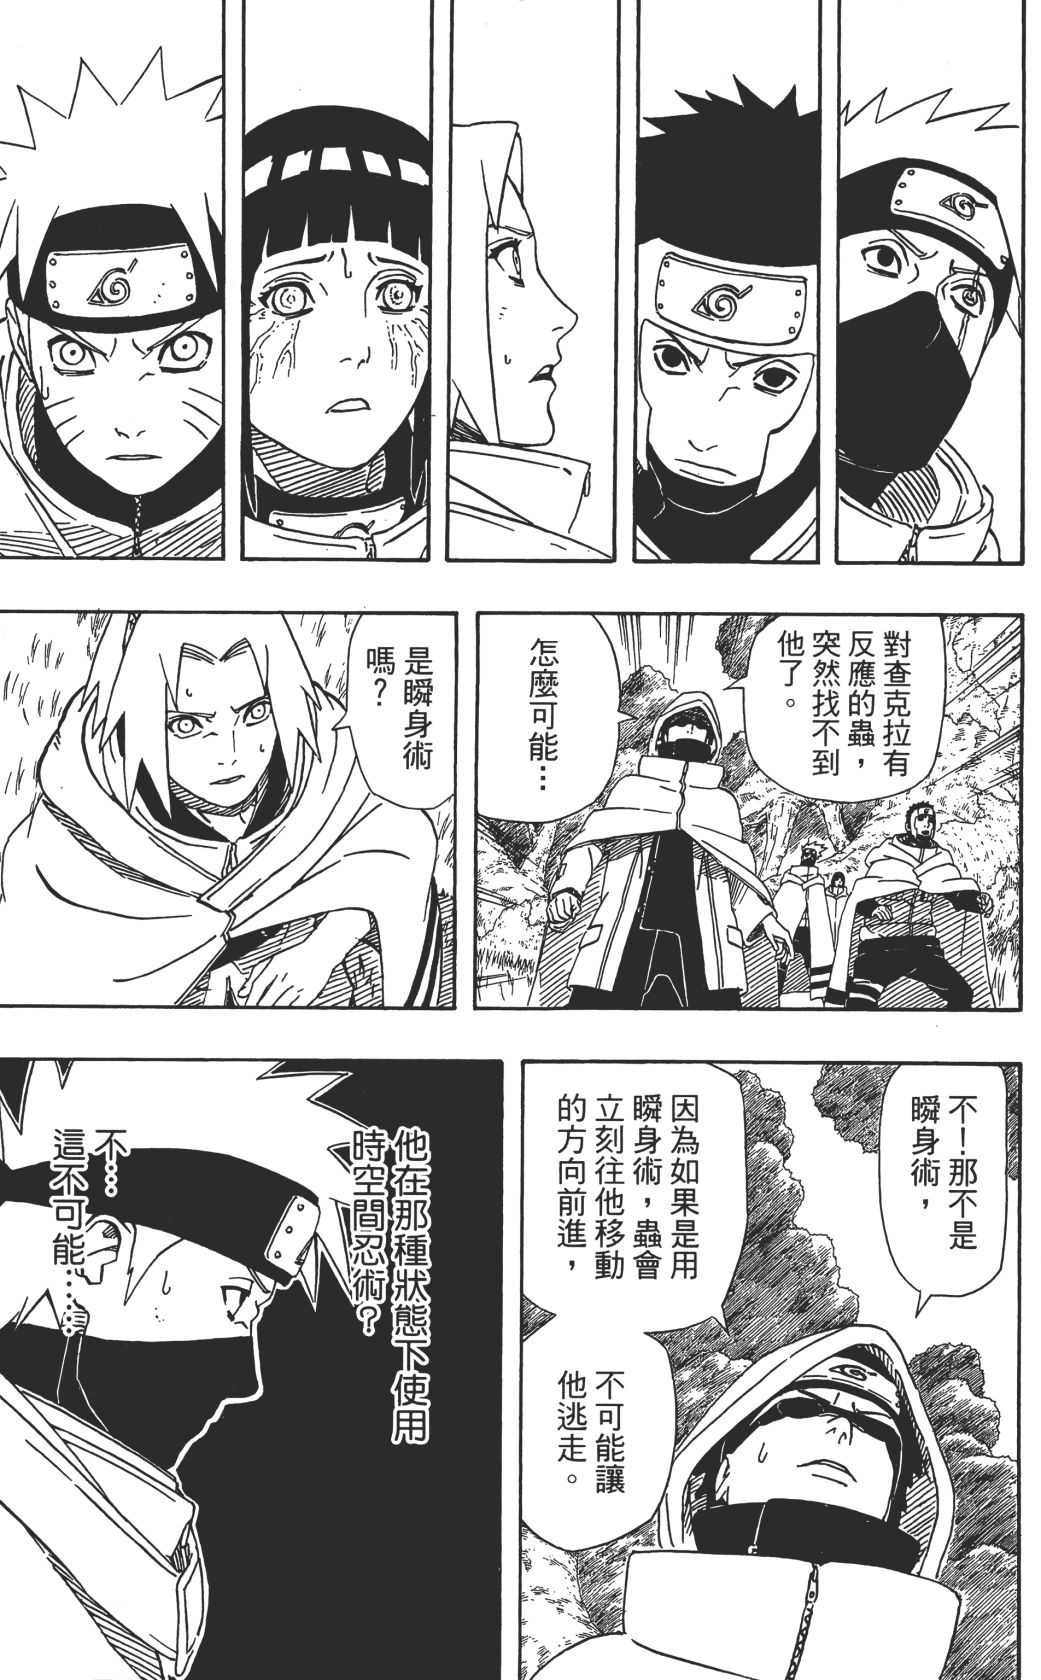 對查克拉有
反應的蟲，
突然找不到
他了。
怎麼可能…
是瞬身術
嗎？
不！那不是
瞬身術，
因為如果是用
瞬身術，蟲會
立刻往他移動
的方向前進，
不可能讓
他逃走。
他在那種狀態下使用
時空間忍術？
不…
這不可能……